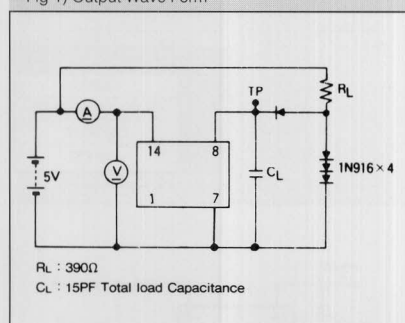 Fig 1) Output Wave Form
TP
RL
A
14
8
5V
V
CL
1N916×4
1
7
RL : 390Ω
CL : 15PF Total load Capacitance